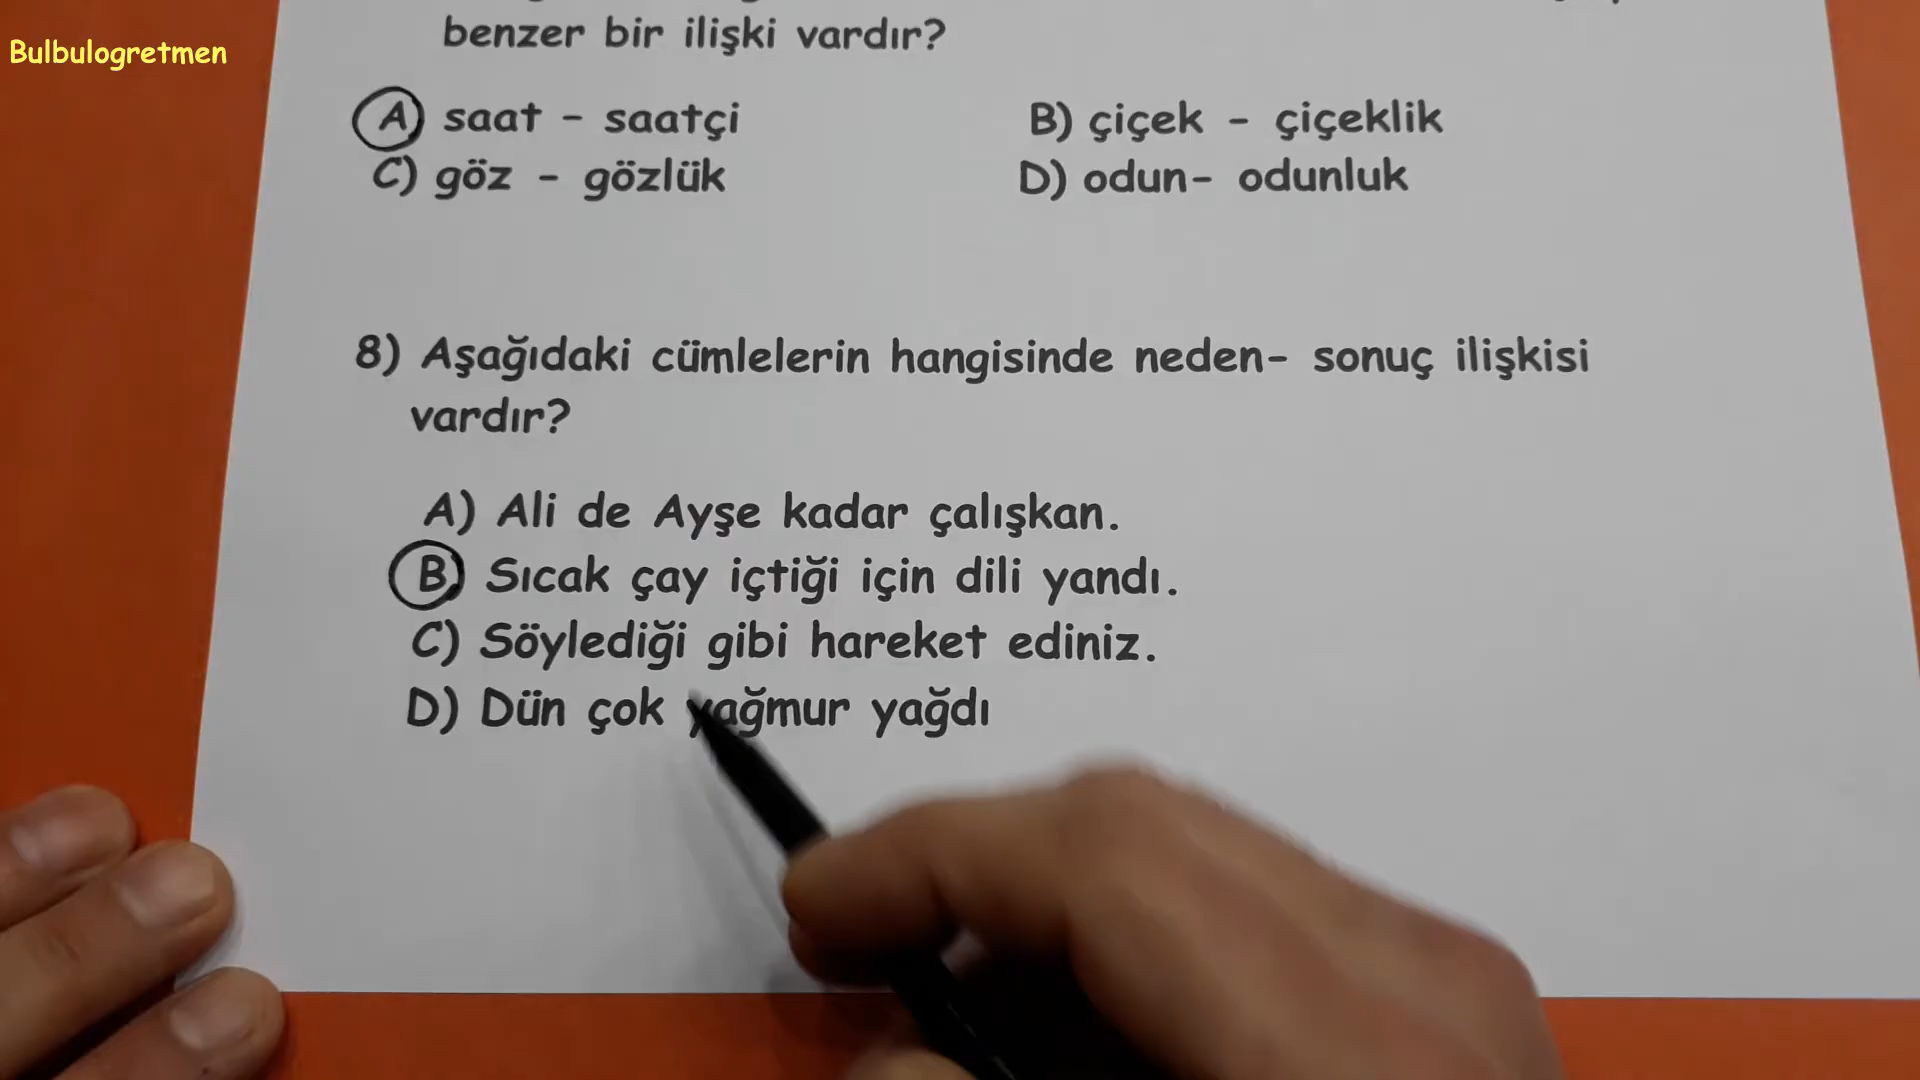 Bulbulogretmen
benzer bir ilişki vardır?
A) saat - saatçi B) çiçek - çiçeklik
C) göz - gözlük D) odun- odunluk
8) Aşağıdaki cümlelerin hangisinde neden- sonuç ilişkisi
vardır?
A) Ali de Ayşe kadar çalışkan.
B) Sıcak çay içtiği için dili yandı.
C) Söylediği gibi hareket ediniz.
D) Dün çok yağmur yağdı